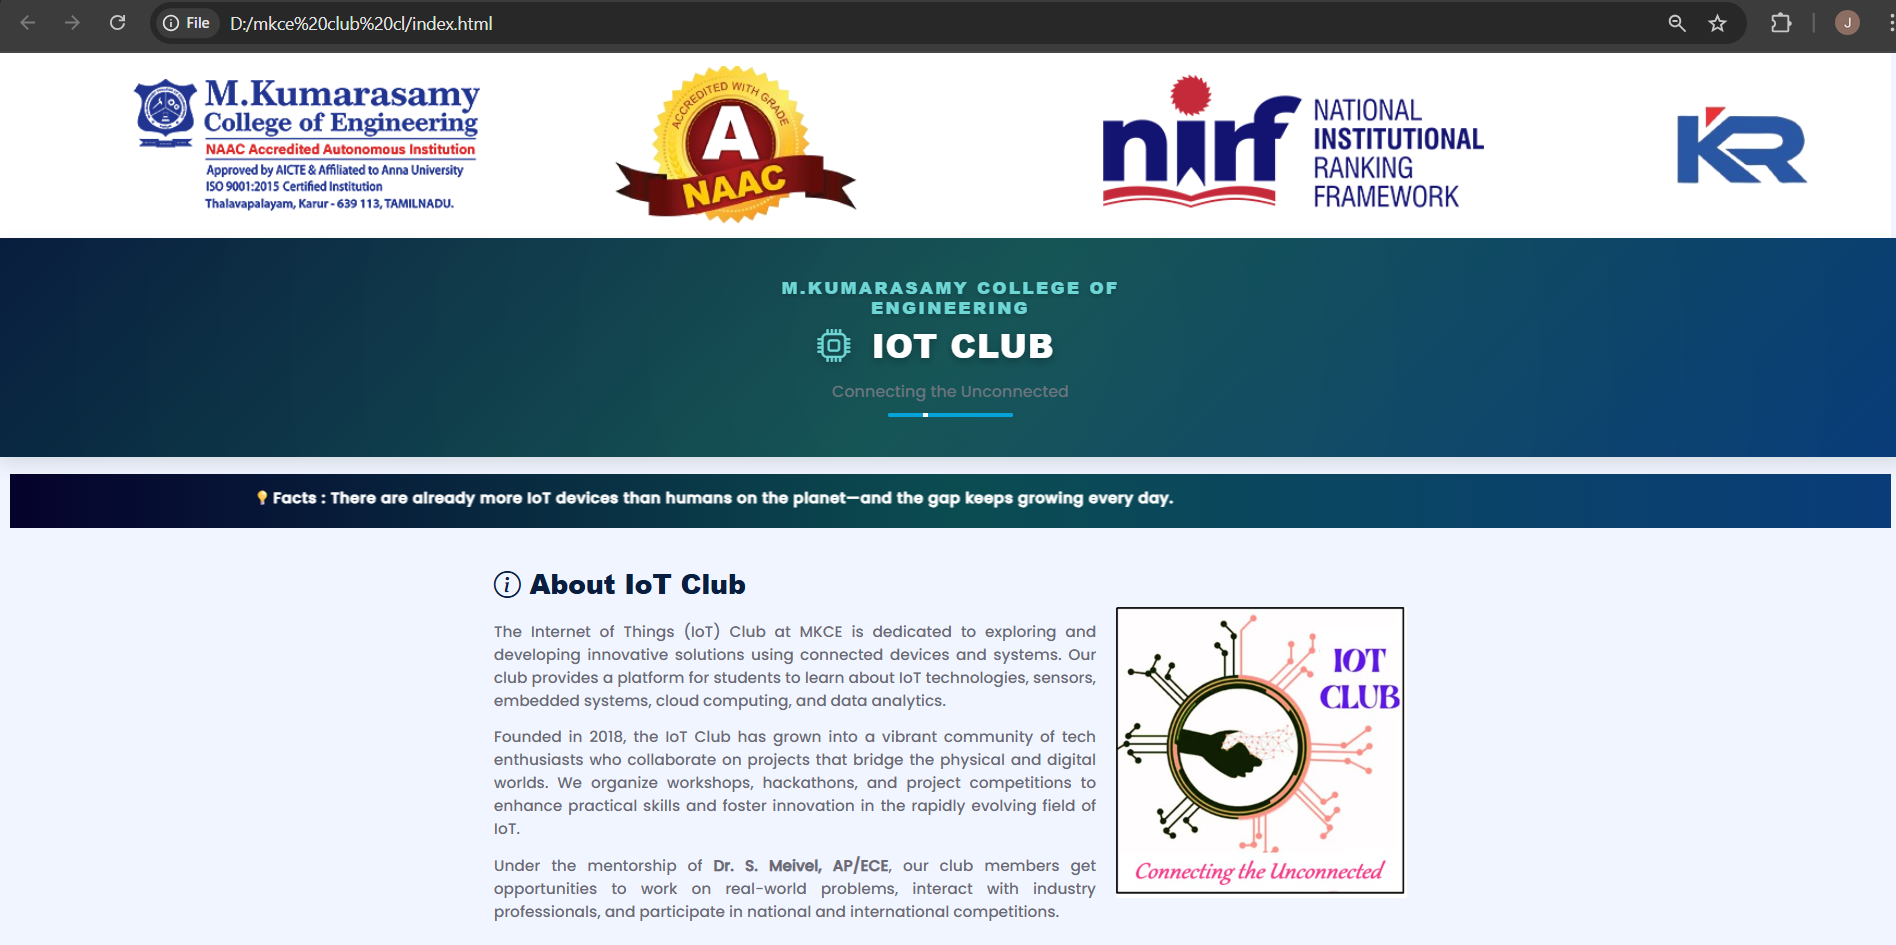 File D:/mkce%20club%20cl/index.html
J
M.Kumarasamy
College of Engineering
NAAC Accredited Autonomous Institution
Approved by AICTE & Affiliated to Anna University
ISO 9001:2015 Certified Institution
Thalavapalayam, Karur - 639 113, TAMILNADU.
ACCREDITED WITH GRADE
A
NAAC
nirf
NATIONAL
INSTITUTIONAL
RANKING
FRAMEWORK
KR
M.KUMARASAMY COLLEGE OF
ENGINEERING
IOT CLUB
Connecting the Unconnected
Facts : There are already more IoT devices than humans on the planet—and the gap keeps growing every day.
About IoT Club
The Internet of Things (IoT) Club at MKCE is dedicated to exploring and
developing innovative solutions using connected devices and systems. Our
club provides a platform for students to learn about IoT technologies, sensors,
embedded systems, cloud computing, and data analytics.
Founded in 2018, the IoT Club has grown into a vibrant community of tech
enthusiasts who collaborate on projects that bridge the physical and digital
worlds. We organize workshops, hackathons, and project competitions to
enhance practical skills and foster innovation in the rapidly evolving field of
IoT.
Under the mentorship of Dr. S. Meivel, AP/ECE, our club members get
opportunities to work on real-world problems, interact with industry
professionals, and participate in national and international competitions.
IOT
CLUB
Connecting the Unconnected